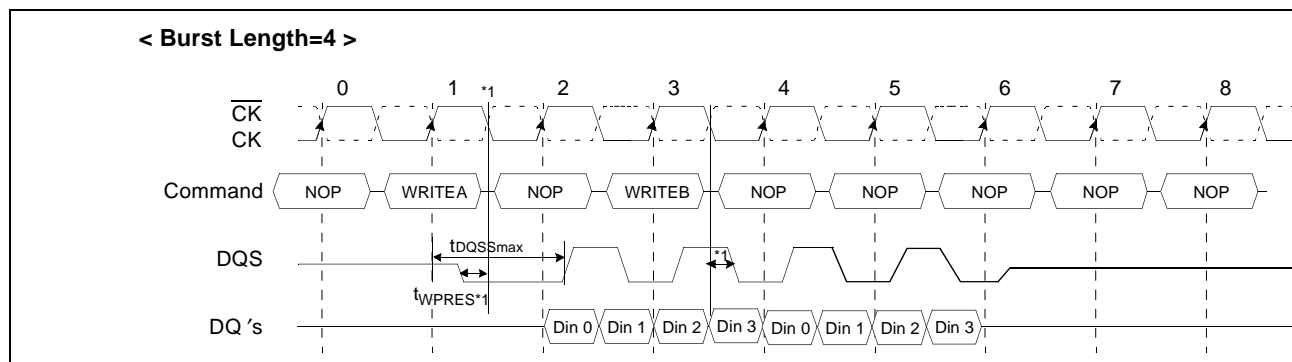 < Burst Length=4 >
0 1 *1 2 3 4 5 6 7 8
CK
CK
Command NOP WRITEA NOP WRITEB NOP NOP NOP NOP NOP
tDQSSmax
DQS *1
tWPRES*1
DQ 's Din 0 Din 1 Din 2 Din 3 Din 0 Din 1 Din 2 Din 3